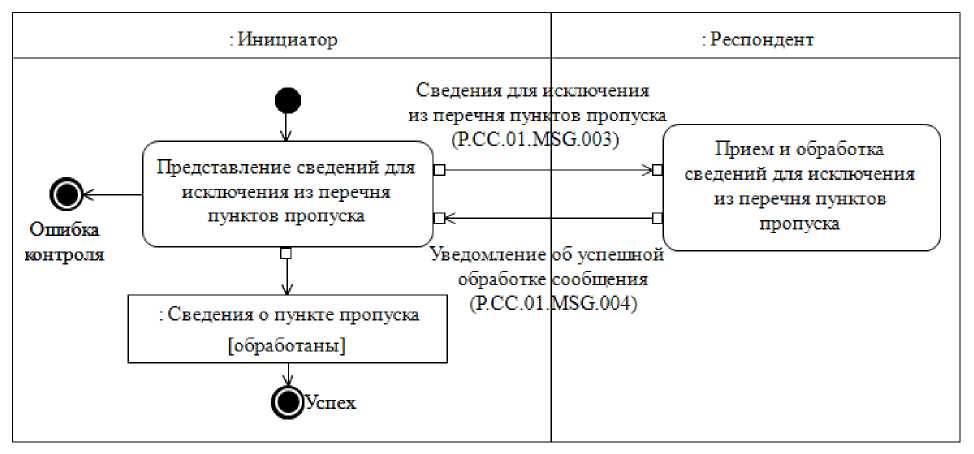 : Инициатор
: Респондент
Сведения для исключения
из перечня пунктов пропуска
(P.CC.01.MSG.003)
Представление сведений для
исключения из перечня
пунктов пропуска
Прием и обработка
сведений для исключения
из перечня пунктов
пропуска
Ошибка
контроля
Уведомление об успешной
обработке сообщения
(P.CC.01.MSG.004)
: Сведения о пункте пропуска
[обработаны]
Успех